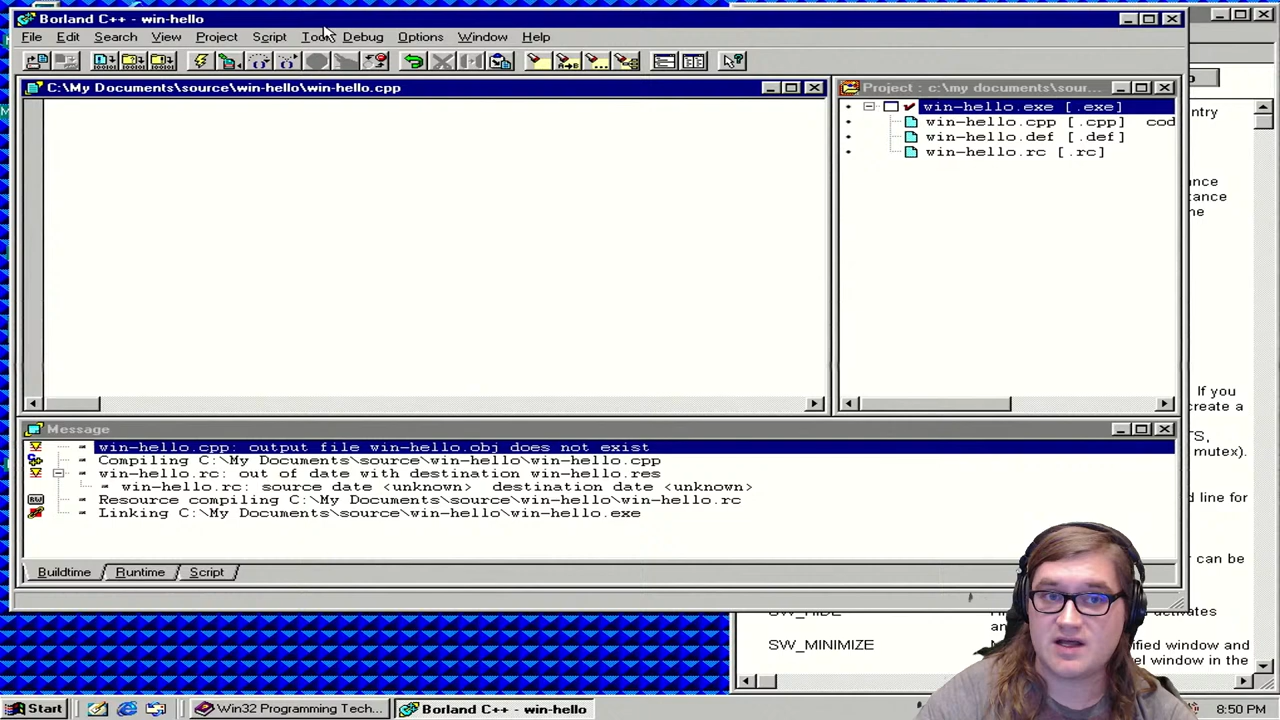 Borland C++ - win-hello
File Edit Search View Project Script Tools Debug Options Window Help
C:\My Documents\source\win-hello\win-hello.cpp
Project : c:\my documents\sour...
win-hello.exe [.exe]
win-hello.cpp [.cpp] cod
win-hello.def [.def]
win-hello.rc [.rc]
ntry
ance
stance
the
If you
create a
TS,
mutex).
d line for
r can be
activates
SW_HIDE
an
SW_MINIMIZE
ified window and
el window in the
Message
win-hello.cpp: output file win-hello.obj does not exist
Compiling C:\My Documents\source\win-hello\win-hello.cpp
win-hello.rc: out of date with destination win-hello.res
win-hello.rc: source date <unknown> destination date <unknown>
Resource compiling C:\My Documents\source\win-hello\win-hello.rc
Linking C:\My Documents\source\win-hello\win-hello.exe
Buildtime Runtime Script
Start
Win32 Programming Tech...
Borland C++ - win-hello
8:50 PM